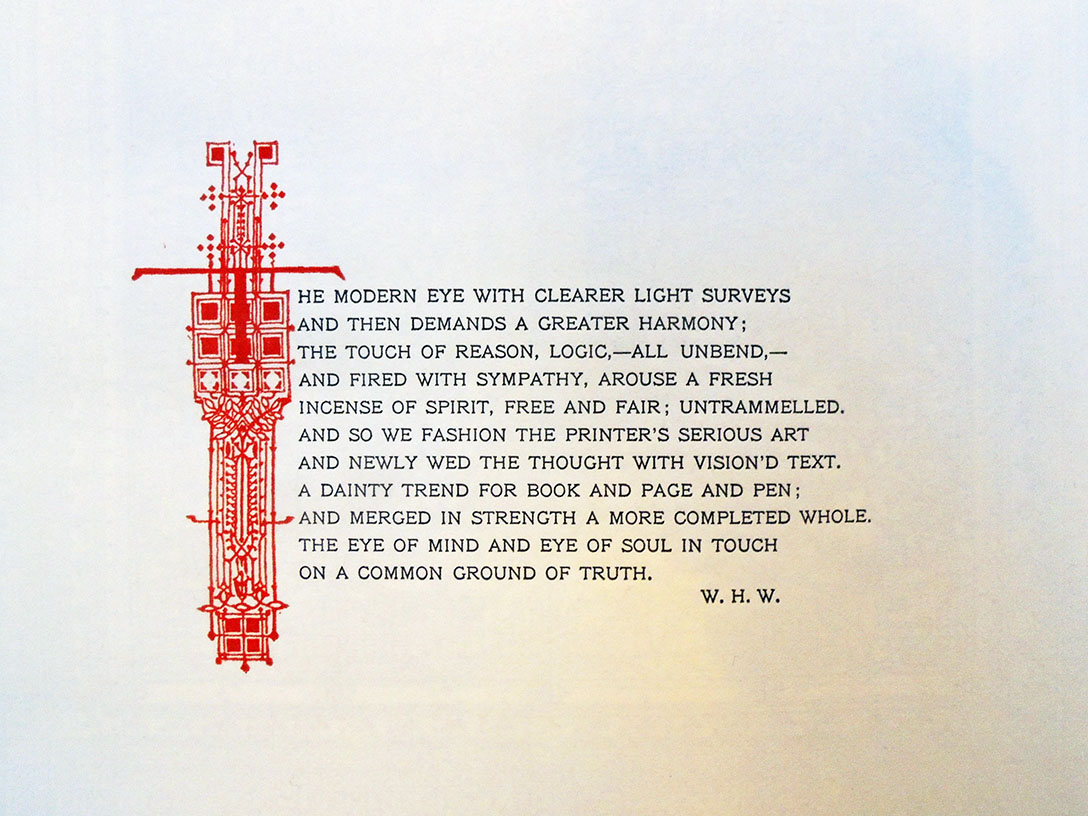 THE MODERN EYE WITH CLEARER LIGHT SURVEYS
AND THEN DEMANDS A GREATER HARMONY;
THE TOUCH OF REASON, LOGIC,—ALL UNBEND,—
AND FIRED WITH SYMPATHY, AROUSE A FRESH
INCENSE OF SPIRIT, FREE AND FAIR; UNTRAMMELLED.
AND SO WE FASHION THE PRINTER'S SERIOUS ART
AND NEWLY WED THE THOUGHT WITH VISION'D TEXT.
A DAINTY TREND FOR BOOK AND PAGE AND PEN;
AND MERGED IN STRENGTH A MORE COMPLETED WHOLE.
THE EYE OF MIND AND EYE OF SOUL IN TOUCH
ON A COMMON GROUND OF TRUTH.
W. H. W.